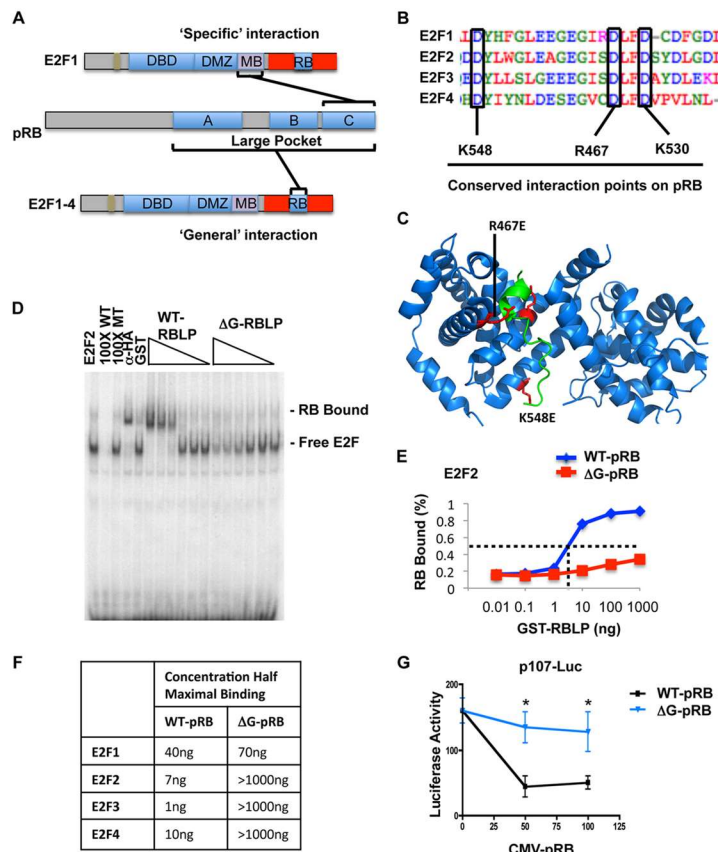 A
'Specific' interaction
E2F1
DBD
DMZ
MB
RB
pRB
A
B
C
Large Pocket
E2F1-4
DBD
DMZ
MB
RB
'General' interaction
B
E2F1
DYHFGLEEGEGIRDLFD-CDFGD
E2F2
DYLWGLEAGEGISDLFDSYDLGD
E2F3
DYLLSLGEEEGISDLFDAYDLEK
E2F4
DYIYNLDESEGVCDLFDVPVLNL-
K548
R467
K530
Conserved interaction points on pRB
C
R467E
K548E
D
E2F2
100X WT
100X MT
GST
WT-RBLP
ΔG-RBLP
- RB Bound
- Free E2F
E
E2F2
WT-pRB
ΔG-pRB
RB Bound (%)
1
0.8
0.6
0.4
0.2
0
0.01 0.1 1 10 100 1000
GST-RBLP (ng)
F
Concentration Half Maximal Binding
WT-pRB ΔG-pRB
E2F1 40ng 70ng
E2F2 7ng >1000ng
E2F3 1ng >1000ng
E2F4 10ng >1000ng
G
p107-Luc
WT-pRB
ΔG-pRB
Luciferase Activity
200
100
0
* *
0 25 50 75 100 125
CMV-pRB